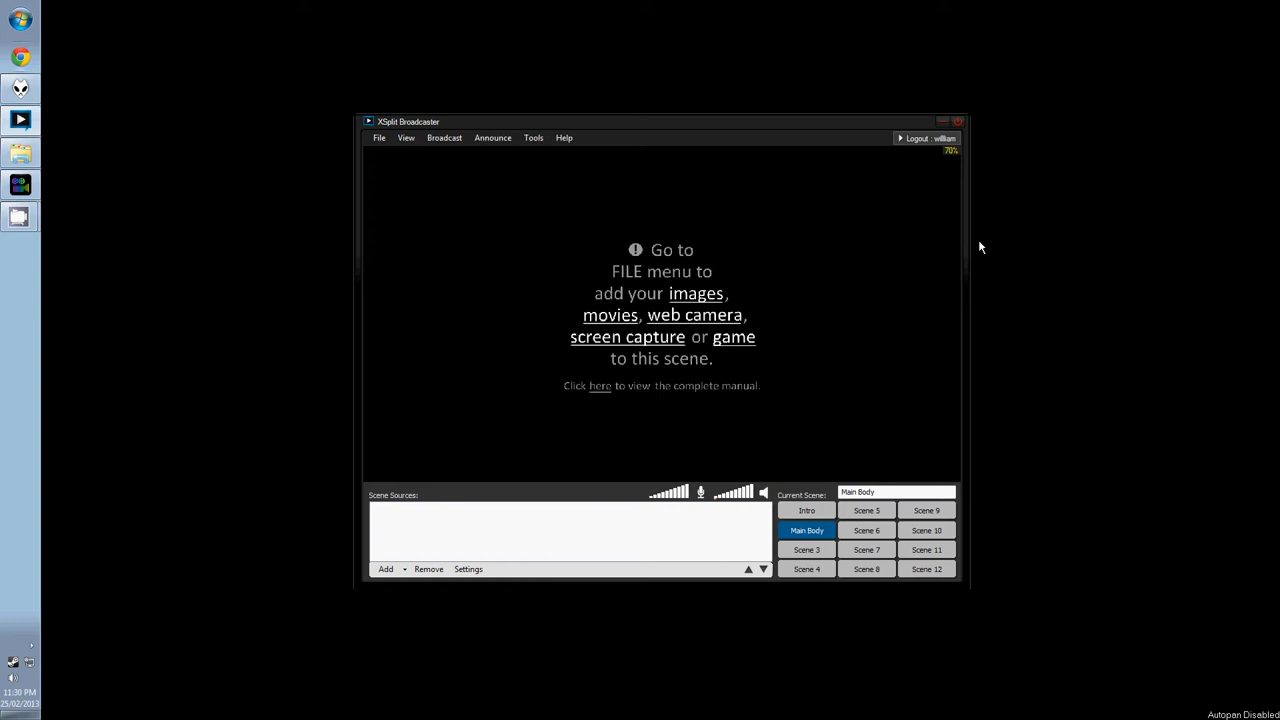 XSplit Broadcaster
File View Broadcast Announce Tools Help
Logout : william
70%
Go to
FILE menu to
add your images,
movies, web camera,
screen capture or game
to this scene.
Click here to view the complete manual.
Scene Sources:
Add Remove Settings
Current Scene: Main Body
Intro Scene 5 Scene 9
Main Body Scene 6 Scene 10
Scene 3 Scene 7 Scene 11
Scene 4 Scene 8 Scene 12
11:30 PM
25/02/2013
Autopan Disabled